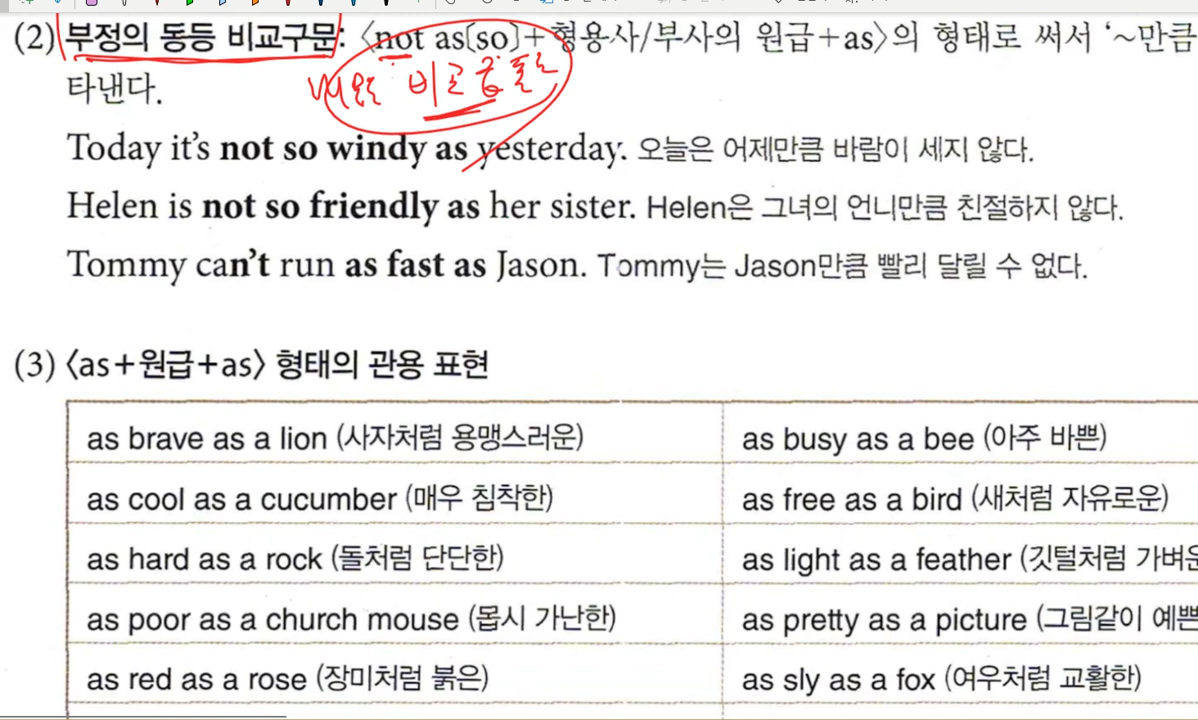 (2) 부정의 동등 비교구문: 〈not as[so]+형용사/부사의 원급+as〉의 형태로 써서 ‘~만큼
비교급
타낸다.
Today it’s not so windy as yesterday. 오늘은 어제만큼 바람이 세지 않다.
Helen is not so friendly as her sister. Helen은 그녀의 언니만큼 친절하지 않다.
Tommy can’t run as fast as Jason. Tommy는 Jason만큼 빨리 달릴 수 없다.
(3) 〈as+원급+as〉 형태의 관용 표현
as brave as a lion (사자처럼 용맹스러운)
as busy as a bee (아주 바쁜)
as cool as a cucumber (매우 침착한)
as free as a bird (새처럼 자유로운)
as hard as a rock (돌처럼 단단한)
as light as a feather (깃털처럼 가벼운
as poor as a church mouse (몹시 가난한)
as pretty as a picture (그림같이 예쁜
as red as a rose (장미처럼 붉은)
as sly as a fox (여우처럼 교활한)